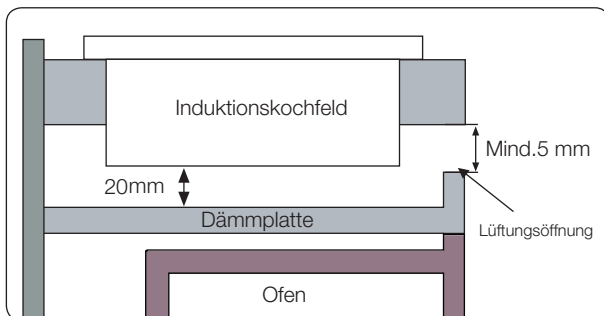 Induktionskochfeld
Mind.5 mm
20mm
Dämmplatte
Lüftungsöffnung
Ofen